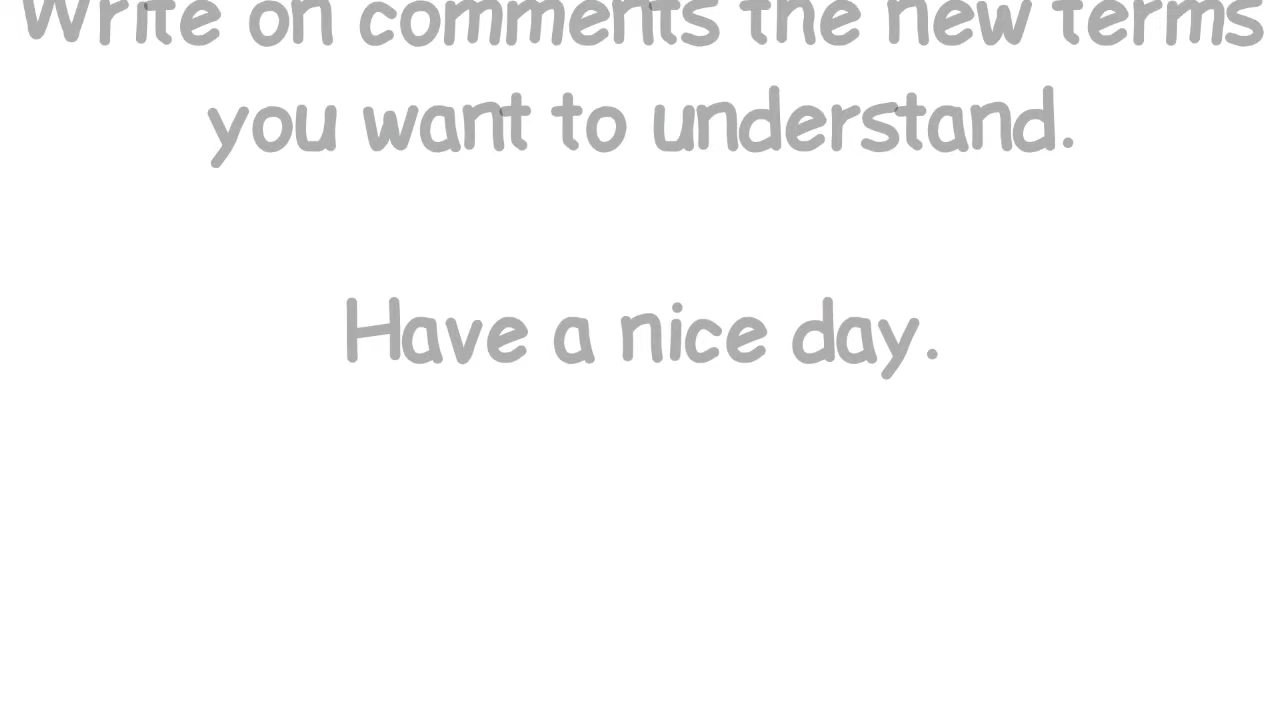 Write on comments the new terms
you want to understand.
Have a nice day.